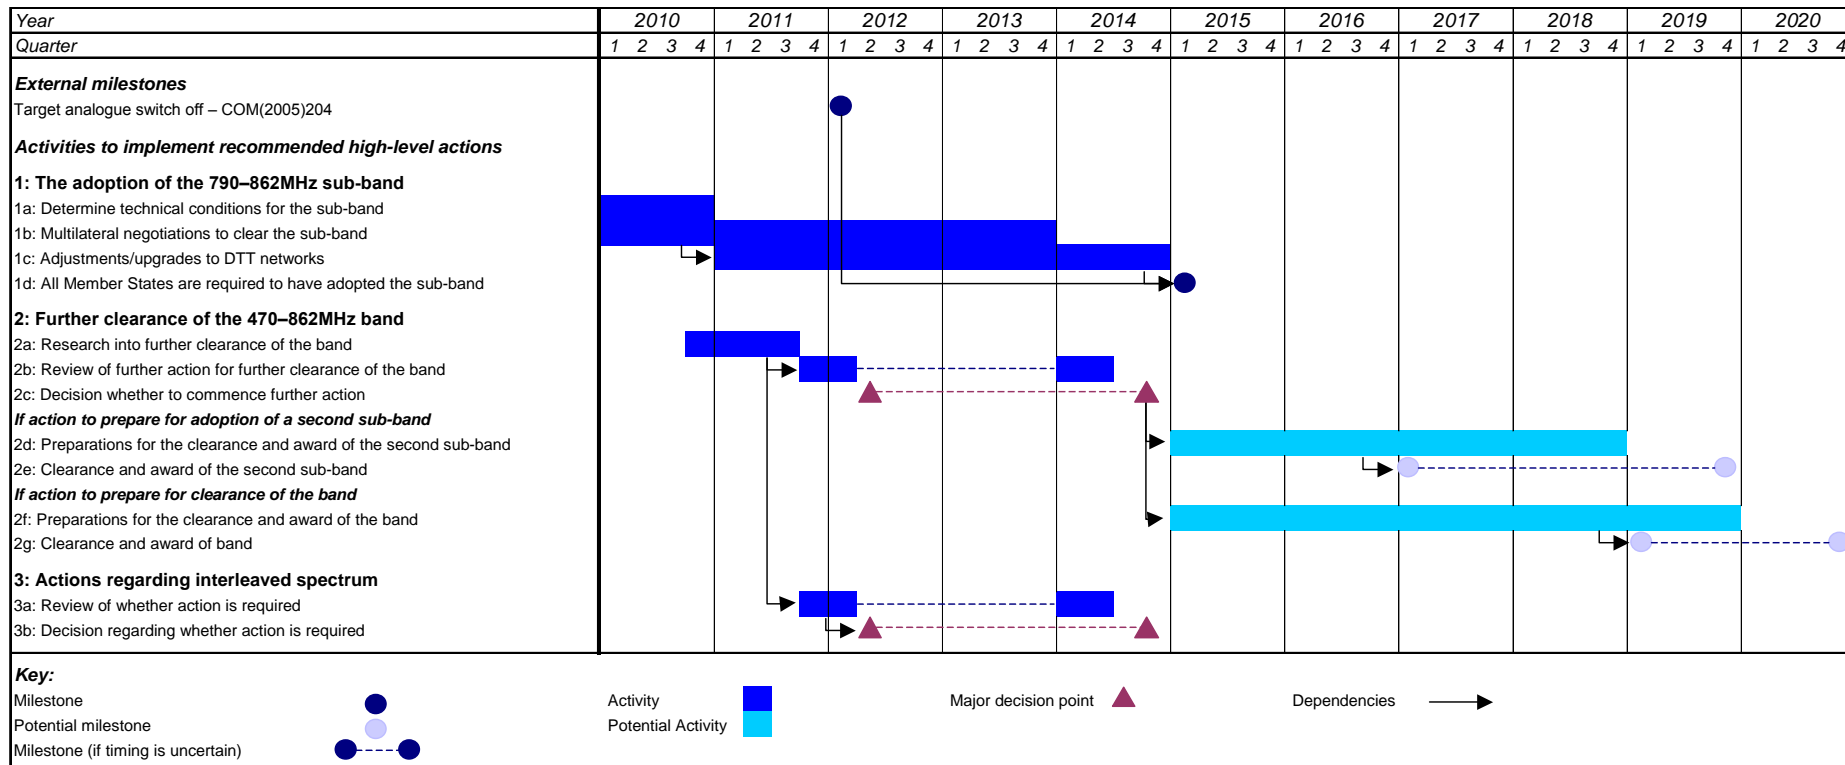 Year 2010 2011 2012 2013 2014 2015 2016 2017 2018 2019 2020
Quarter 1 2 3 4 1 2 3 4 1 2 3 4 1 2 3 4 1 2 3 4 1 2 3 4 1 2 3 4 1 2 3 4 1 2 3 4 1 2 3 4 1 2 3 4
External milestones
Target analogue switch off – COM(2005)204
Activities to implement recommended high-level actions
1: The adoption of the 790–862MHz sub-band
1a: Determine technical conditions for the sub-band
1b: Multilateral negotiations to clear the sub-band
1c: Adjustments/upgrades to DTT networks
1d: All Member States are required to have adopted the sub-band
2: Further clearance of the 470–862MHz band
2a: Research into further clearance of the band
2b: Review of further action for further clearance of the band
2c: Decision whether to commence further action
If action to prepare for adoption of a second sub-band
2d: Preparations for the clearance and award of the second sub-band
2e: Clearance and award of the second sub-band
If action to prepare for clearance of the band
2f: Preparations for the clearance and award of the band
2g: Clearance and award of band
3: Actions regarding interleaved spectrum
3a: Review of whether action is required
3b: Decision regarding whether action is required
Key:
Milestone Activity Major decision point Dependencies
Potential milestone Potential Activity
Milestone (if timing is uncertain)